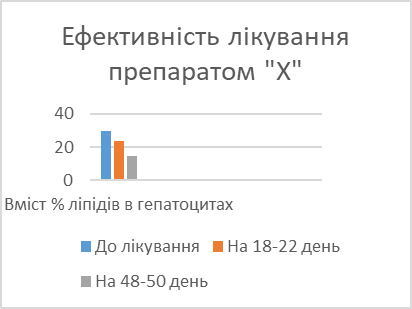 Ефективність лікування
препаратом "Х"
40
20
0
Вміст % ліпідів в гепатоцитах
До лікування
На 18-22 день
На 48-50 день